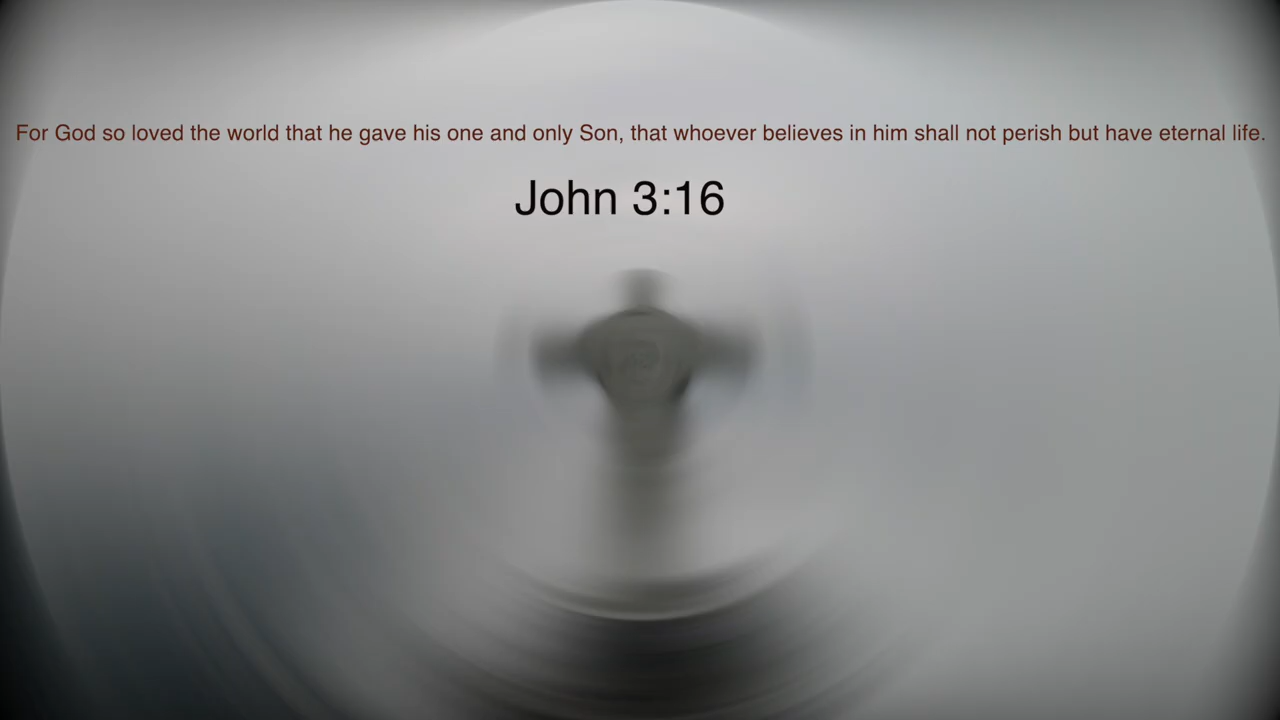 For God so loved the world that he gave his one and only Son, that whoever believes in him shall not perish but have eternal life.
John 3:16